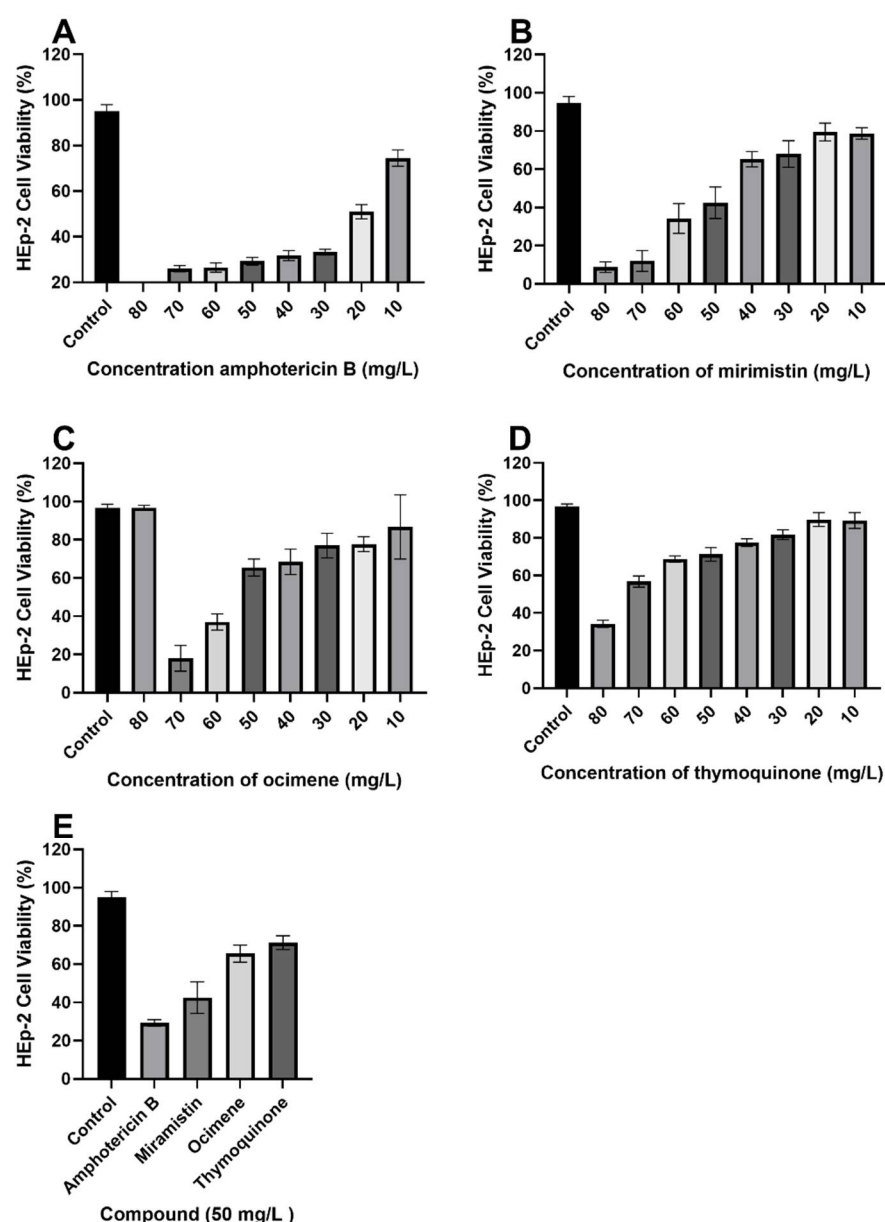 A
HEp-2 Cell Viability (%)
120
100
80
60
40
20
Control
80
70
60
50
40
30
20
10
Concentration amphotericin B (mg/L)
B
HEp-2 Cell Viability (%)
120
100
80
60
40
20
0
Control
80
70
60
50
40
30
20
10
Concentration of mirimistin (mg/L)
C
HEp-2 Cell Viability (%)
120
100
80
60
40
20
0
Control
80
70
60
50
40
30
20
10
Concentration of ocimene (mg/L)
D
HEp-2 Cell Viability (%)
120
100
80
60
40
20
0
Control
80
70
60
50
40
30
20
10
Concentration of thymoquinone (mg/L)
E
HEp-2 Cell Viability (%)
120
100
80
60
40
20
0
Control
Amphotericin B
Miramistin
Ocimene
Thymoquinone
Compound (50 mg/L )